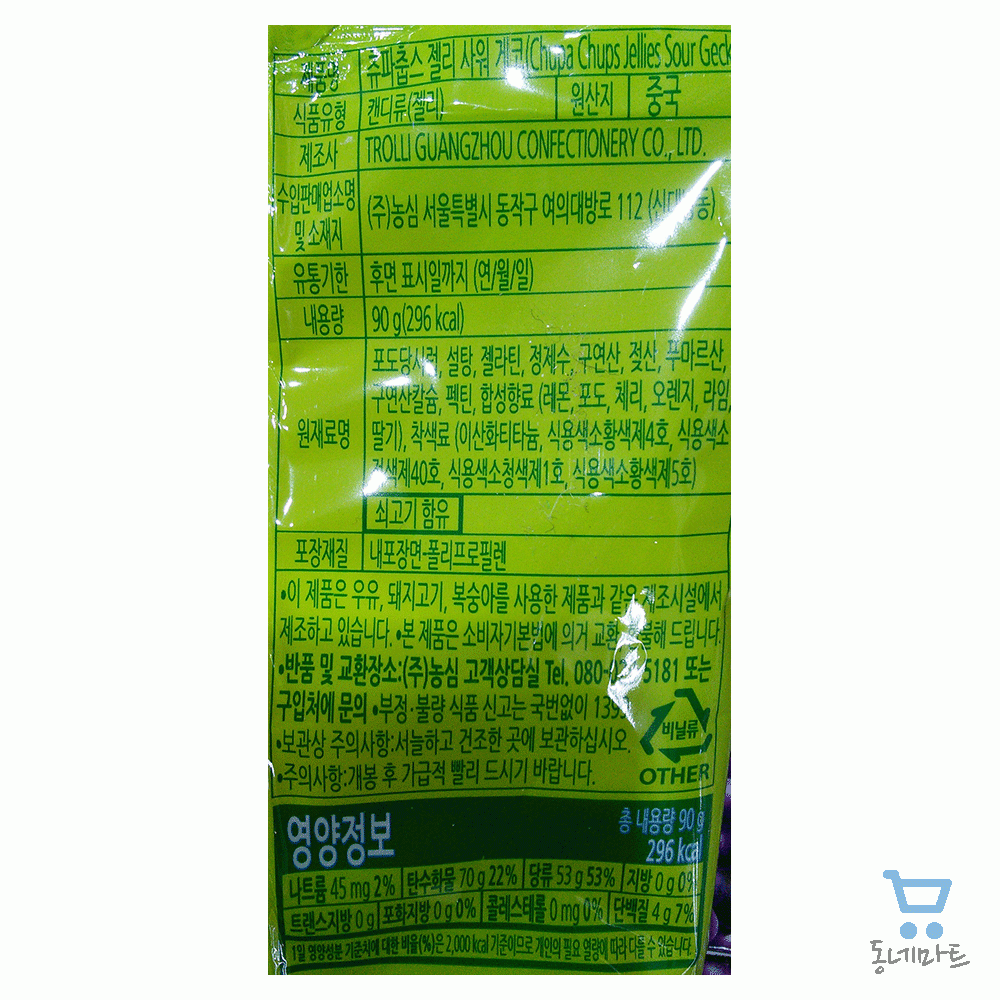 제품명 츄파춥스 젤리 사워 게코(Chupa Chups Jellies Sour Geck
식품유형 캔디류(젤리) 원산지 중국
제조사 TROLLI GUANGZHOU CONFECTIONERY CO., LTD.
수입판매업소명
및 소재지 (주)농심 서울특별시 동작구 여의대방로 112
유통기한 후면 표시일까지 (연/월/일)
내용량 90 g(296 kcal)
원재료명 포도당시럽, 설탕, 젤라틴, 정제수, 구연산, 젖산, 푸마르산,
구연산칼슘, 펙틴, 합성향료 (레몬, 포도, 체리, 오렌지, 라임,
딸기), 착색료 (이산화티타늄, 식용색소황색제4호, 식용색소
적색제40호, 식용색소청색제1호, 식용색소황색제5호)
쇠고기 함유
포장재질 내포장면-폴리프로필렌
•이 제품은 우유, 돼지고기, 복숭아를 사용한 제품과 같은 제조시설에서
제조하고 있습니다. •본 제품은 소비자기본법에 의거 교환, 환불해 드립니다.
•반품 및 교환장소:(주)농심 고객상담실 Tel. 080- 5181 또는
구입처에 문의 •부정·불량 식품 신고는 국번없이 1399
•보관상 주의사항:서늘하고 건조한 곳에 보관하십시오.
•주의사항:개봉 후 가급적 빨리 드시기 바랍니다.
비닐류
OTHER
영양정보 총 내용량 90 g
296 kcal
나트륨 45 mg 2% 탄수화물 70 g 22% 당류 53 g 53% 지방 0 g 0%
트랜스지방 0 g 포화지방 0 g 0% 콜레스테롤 0 mg 0% 단백질 4 g 7%
1일 영양성분 기준치에 대한 비율(%)은 2,000 kcal 기준이므로 개인의 필요 열량에 따라 다를 수 있습니다.
동네마트